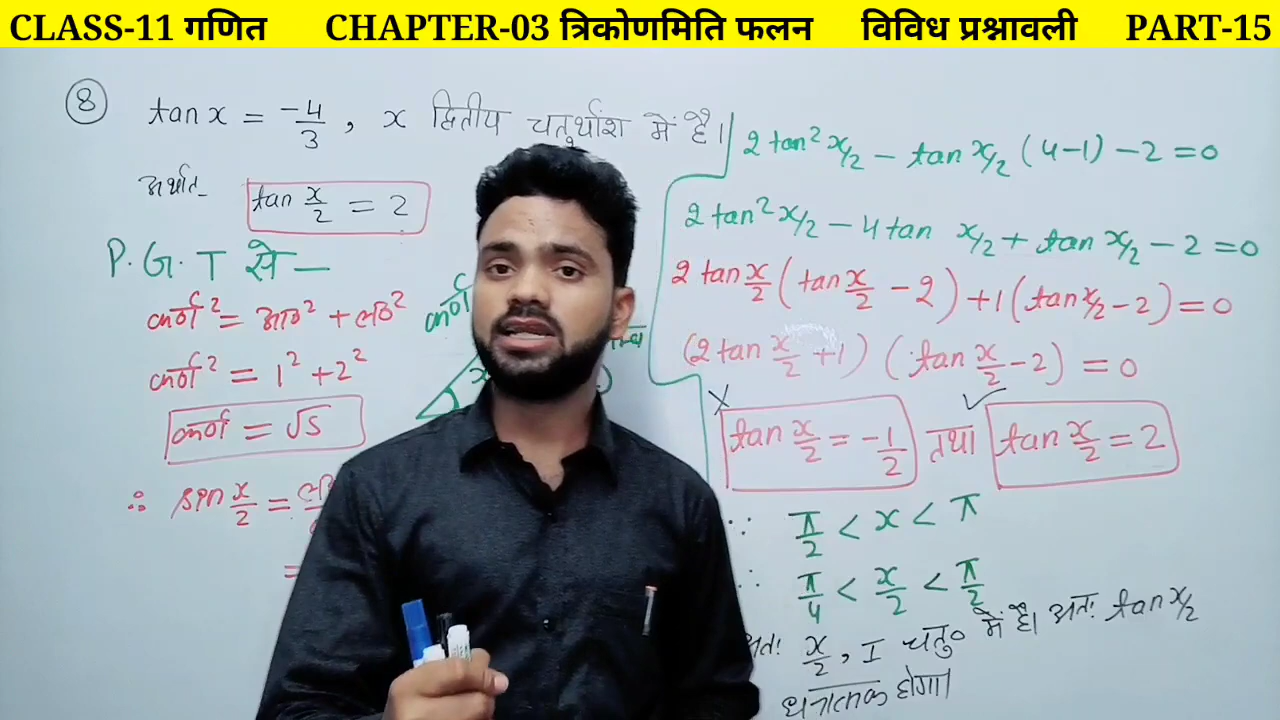 CLASS-11 गणित CHAPTER-03 त्रिकोणमिति फलन विविध प्रश्नावली PART-15
8 tan x = -4/3 , x द्वितीय चतुर्थांश में है।
अर्थात- tan x/2 = 2
P.G.T से —
कर्ण² = आ०² + ल०²
कर्ण² = 1² + 2²
कर्ण = √5
∴ sin x/2 =
=
कर्ण
x
2 tan² x/2 – tan x/2 (4-1) – 2 = 0
2 tan² x/2 – 4 tan x/2 + tan x/2 – 2 = 0
2 tan x/2 (tan x/2 – 2) + 1 (tan x/2 – 2) = 0
(2 tan x/2 + 1) (tan x/2 – 2) = 0
× tan x/2 = -1/2 तथा ✓ tan x/2 = 2
∵ π/2 < x < π
∴ π/4 < x/2 < π/2
अतः x/2 , I चतु० में है। अतः tan x/2
धनात्मक होगा।